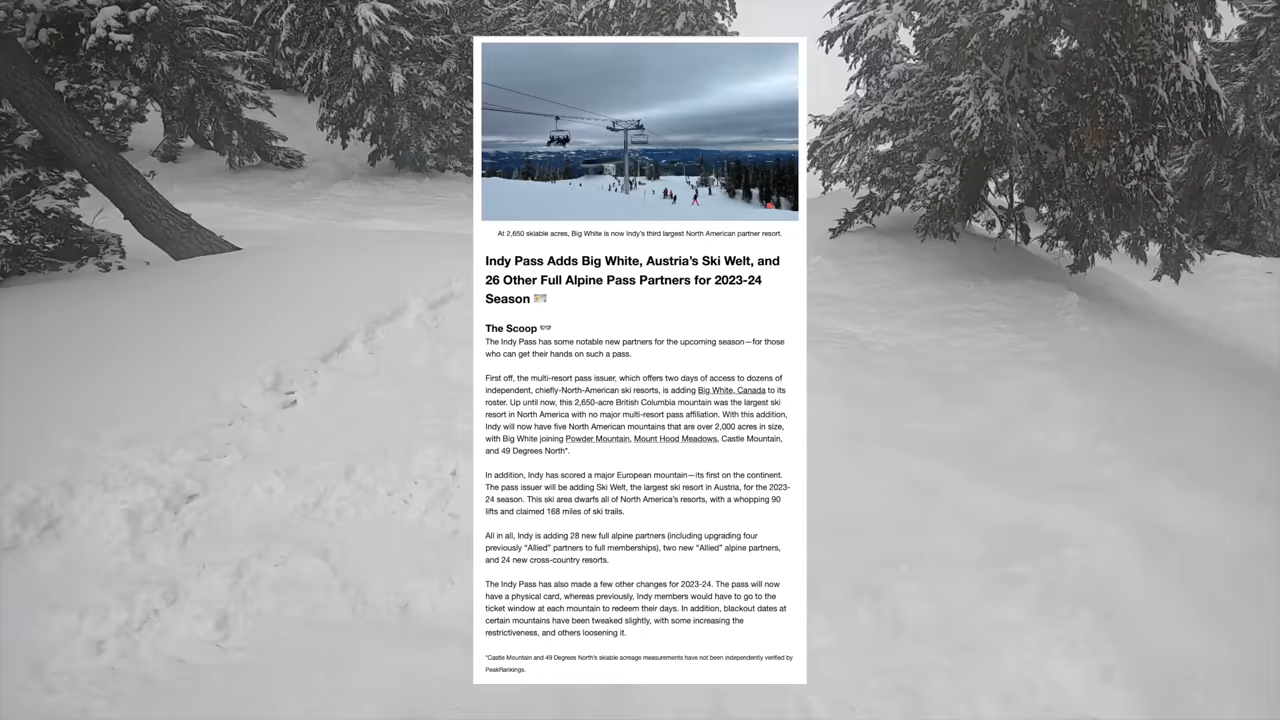 At 2,650 skiable acres, Big White is now Indy's third largest North American partner resort.
Indy Pass Adds Big White, Austria's Ski Welt, and
26 Other Full Alpine Pass Partners for 2023-24
Season 🎫
The Scoop 👓
The Indy Pass has some notable new partners for the upcoming season—for those
who can get their hands on such a pass.
First off, the multi-resort pass issuer, which offers two days of access to dozens of
independent, chiefly-North-American ski resorts, is adding Big White, Canada to its
roster. Up until now, this 2,650-acre British Columbia mountain was the largest ski
resort in North America with no major multi-resort pass affiliation. With this addition,
Indy will now have five North American mountains that are over 2,000 acres in size,
with Big White joining Powder Mountain, Mount Hood Meadows, Castle Mountain,
and 49 Degrees North*.
In addition, Indy has scored a major European mountain—its first on the continent.
The pass issuer will be adding Ski Welt, the largest ski resort in Austria, for the 2023-
24 season. This ski area dwarfs all of North America's resorts, with a whopping 90
lifts and claimed 168 miles of ski trails.
All in all, Indy is adding 28 new full alpine partners (including upgrading four
previously “Allied” partners to full memberships), two new “Allied” alpine partners,
and 24 new cross-country resorts.
The Indy Pass has also made a few other changes for 2023-24. The pass will now
have a physical card, whereas previously, Indy members would have to go to the
ticket window at each mountain to redeem their days. In addition, blackout dates at
certain mountains have been tweaked slightly, with some increasing the
restrictiveness, and others loosening it.
*Castle Mountain and 49 Degrees North's skiable acreage measurements have not been independently verified by
PeakRankings.